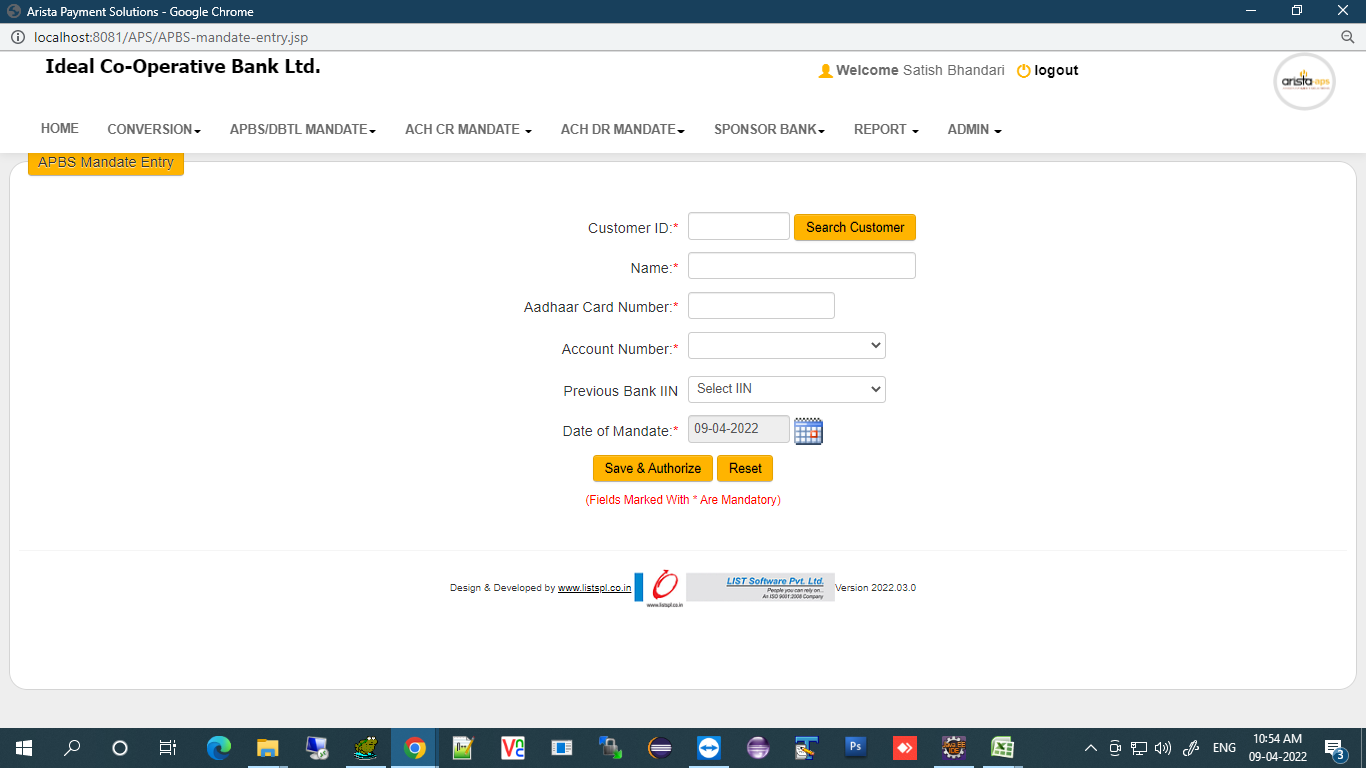 Arista Payment Solutions - Google Chrome
localhost:8081/APS/APBS-mandate-entry.jsp
Ideal Co-Operative Bank Ltd.
Welcome Satish Bhandari logout
arista aps
HOME CONVERSION APBS/DBTL MANDATE ACH CR MANDATE ACH DR MANDATE SPONSOR BANK REPORT ADMIN
APBS Mandate Entry
Customer ID:* Search Customer
Name:*
Aadhaar Card Number:*
Account Number:*
Previous Bank IIN Select IIN
Date of Mandate:* 09-04-2022
Save & Authorize Reset
(Fields Marked With * Are Mandatory)
Design & Developed by www.listspl.co.in www.listspl.co.in LIST Software Pvt. Ltd. Version 2022.03.0
People you can rely on...
An ISO 9001:2008 Company
ENG 10:54 AM
09-04-2022
3
Ps